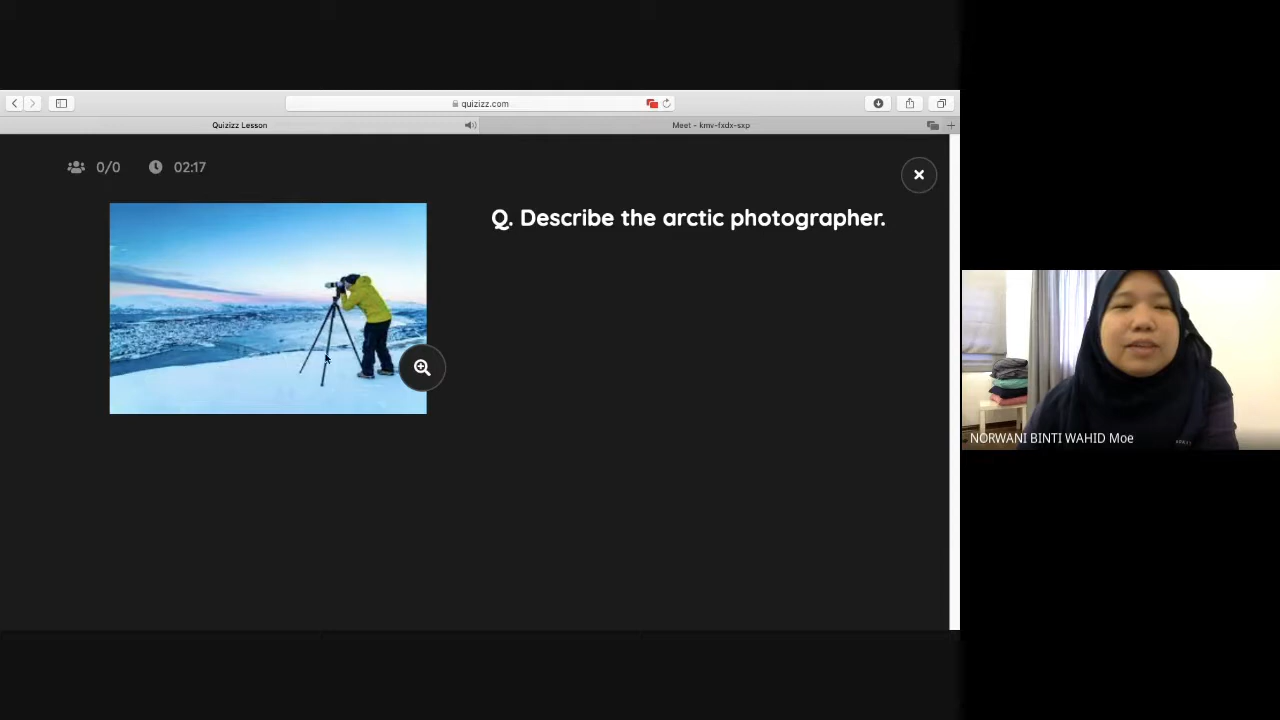 quizizz.com
Quizizz Lesson
Meet - kmv-fxdx-sxp
0/0
02:17
Q. Describe the arctic photographer.
NORWANI BINTI WAHID Moe